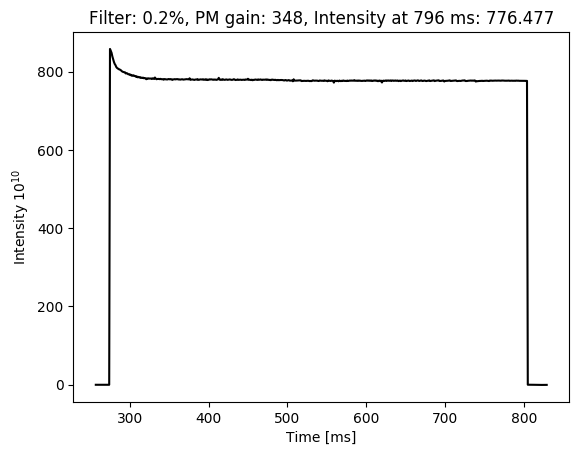 Filter: 0.2%, PM gain: 348, Intensity at 796 ms: 776.477
800
600
400
200
0
Intensity 10¹⁰
300 400 500 600 700 800
Time [ms]